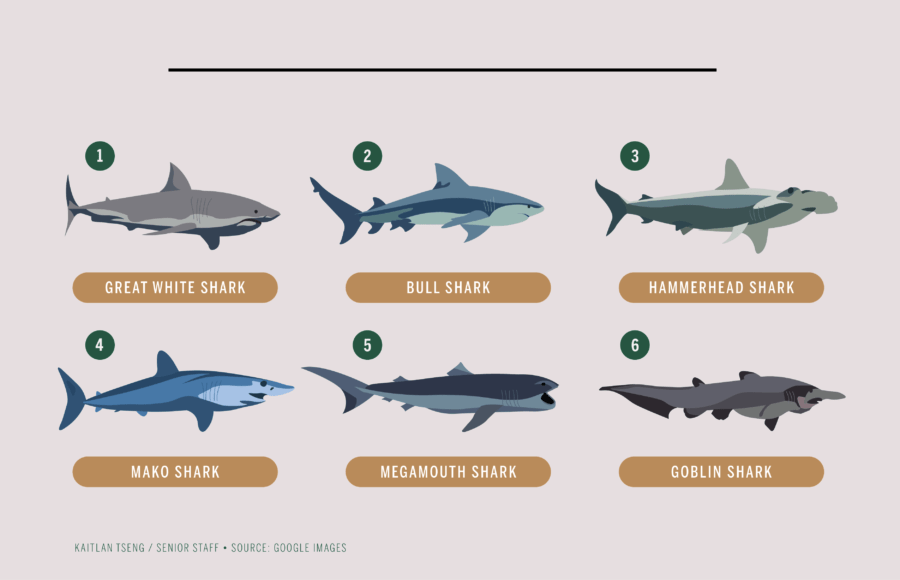 1
2
3
GREAT WHITE SHARK
BULL SHARK
HAMMERHEAD SHARK
4
5
6
MAKO SHARK
MEGAMOUTH SHARK
GOBLIN SHARK
KAITLAN TSENG / SENIOR STAFF • SOURCE: GOOGLE IMAGES